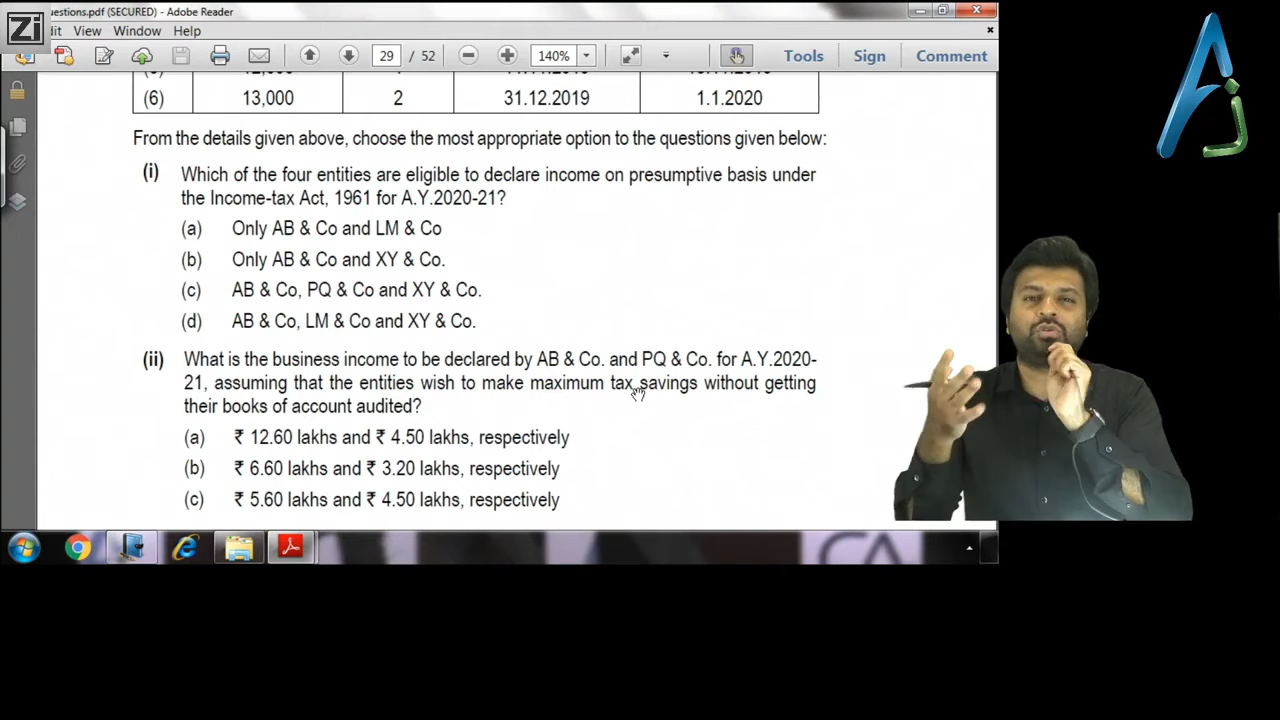 estions.pdf (SECURED) - Adobe Reader
Zi
dit View Window Help
29 / 52
140%
Tools Sign Comment
(6) 13,000 2 31.12.2019 1.1.2020
From the details given above, choose the most appropriate option to the questions given below:
(i) Which of the four entities are eligible to declare income on presumptive basis under
the Income-tax Act, 1961 for A.Y.2020-21?
(a) Only AB & Co and LM & Co
(b) Only AB & Co and XY & Co.
(c) AB & Co, PQ & Co and XY & Co.
(d) AB & Co, LM & Co and XY & Co.
(ii) What is the business income to be declared by AB & Co. and PQ & Co. for A.Y.2020-
21, assuming that the entities wish to make maximum tax savings without getting
their books of account audited?
(a) ₹ 12.60 lakhs and ₹ 4.50 lakhs, respectively
(b) ₹ 6.60 lakhs and ₹ 3.20 lakhs, respectively
(c) ₹ 5.60 lakhs and ₹ 4.50 lakhs, respectively
CA